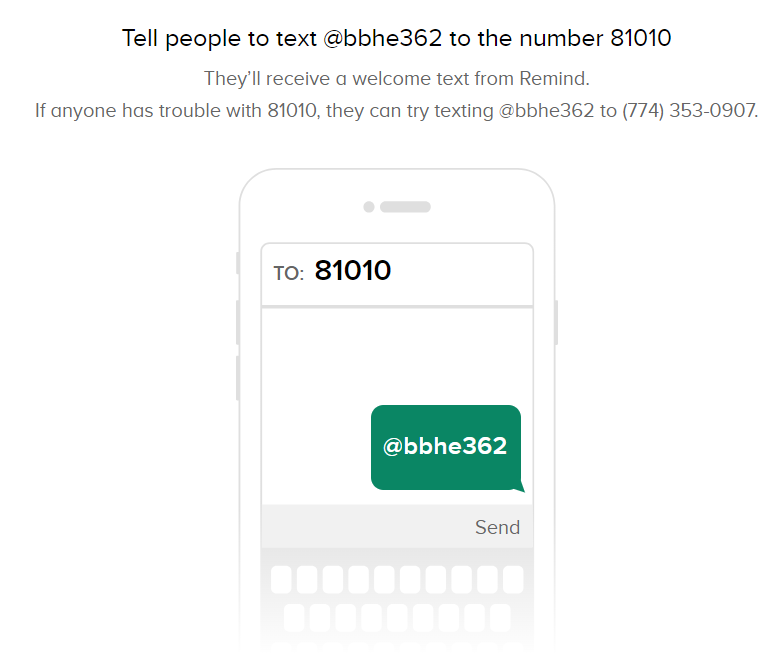 Tell people to text @bbhe362 to the number 81010
They’ll receive a welcome text from Remind.
If anyone has trouble with 81010, they can try texting @bbhe362 to (774) 353-0907.
TO: 81010
@bbhe362
Send